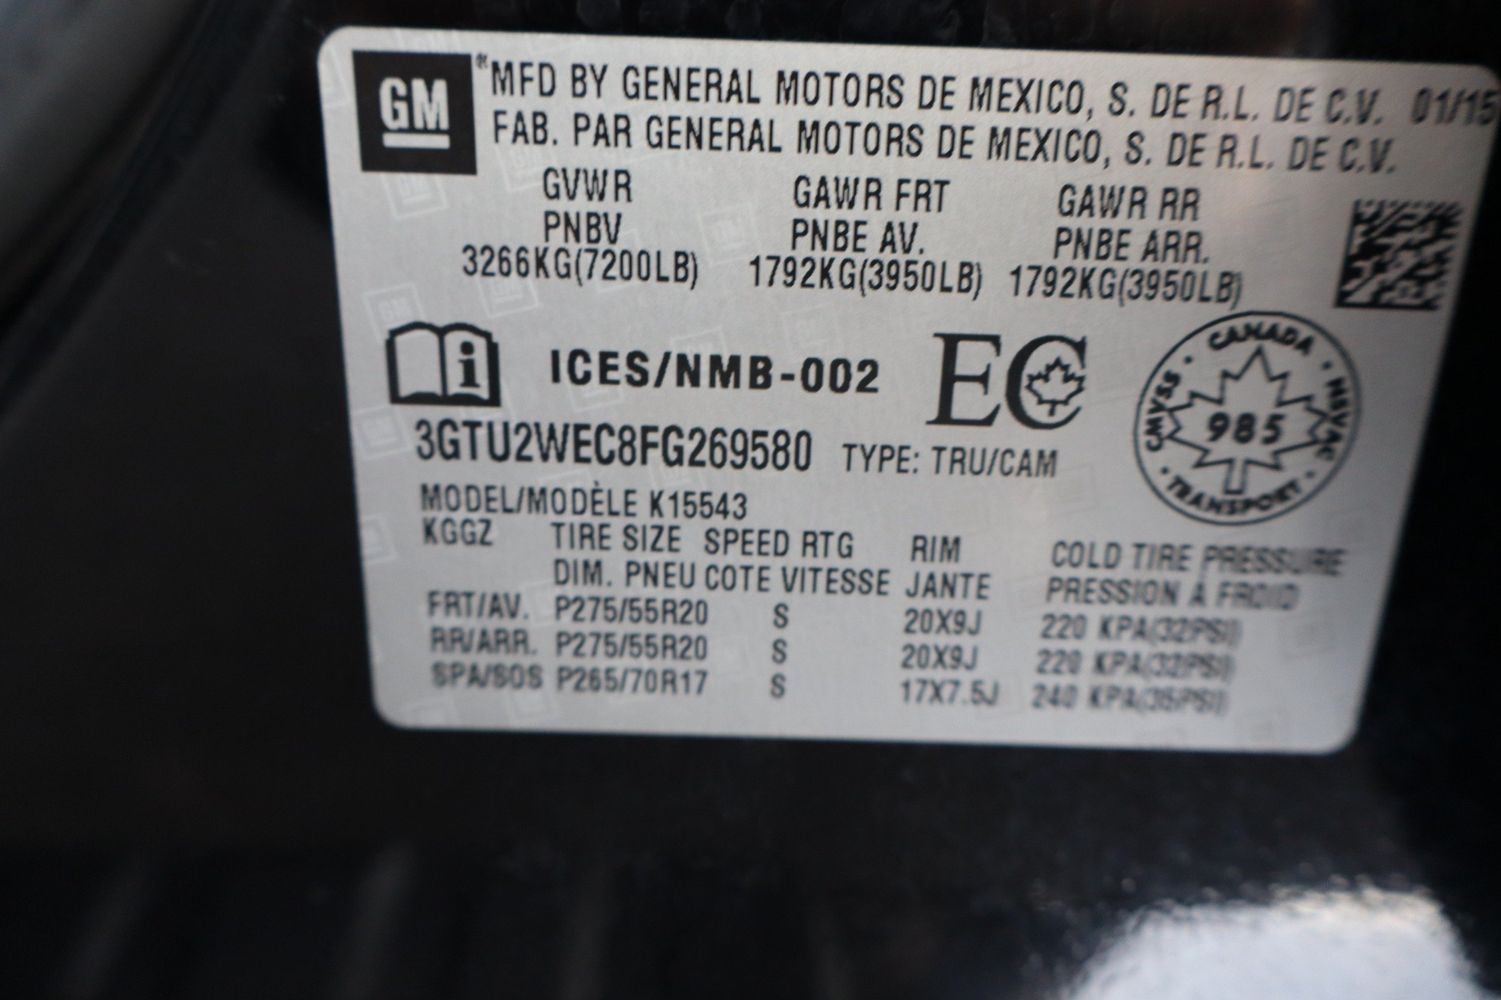 GM ® MFD BY GENERAL MOTORS DE MEXICO, S. DE R.L. DE C.V. 01/15
FAB. PAR GENERAL MOTORS DE MEXICO, S. DE R.L. DE C.V.
GVWR GAWR FRT GAWR RR
PNBV PNBE AV. PNBE ARR.
3266KG(7200LB) 1792KG(3950LB) 1792KG(3950LB)
i ICES/NMB-002 EC
CANADA
CMVSS 985 NSVAC
TRANSPORT
3GTU2WEC8FG269580 TYPE: TRU/CAM
MODEL/MODÈLE K15543
KGGZ TIRE SIZE SPEED RTG RIM COLD TIRE PRESSURE
DIM. PNEU COTE VITESSE JANTE PRESSION À FROID
FRT/AV. P275/55R20 S 20X9J 220 KPA(32PSI)
RR/ARR. P275/55R20 S 20X9J 220 KPA(32PSI)
SPA/SOS P265/70R17 S 17X7.5J 240 KPA(35PSI)